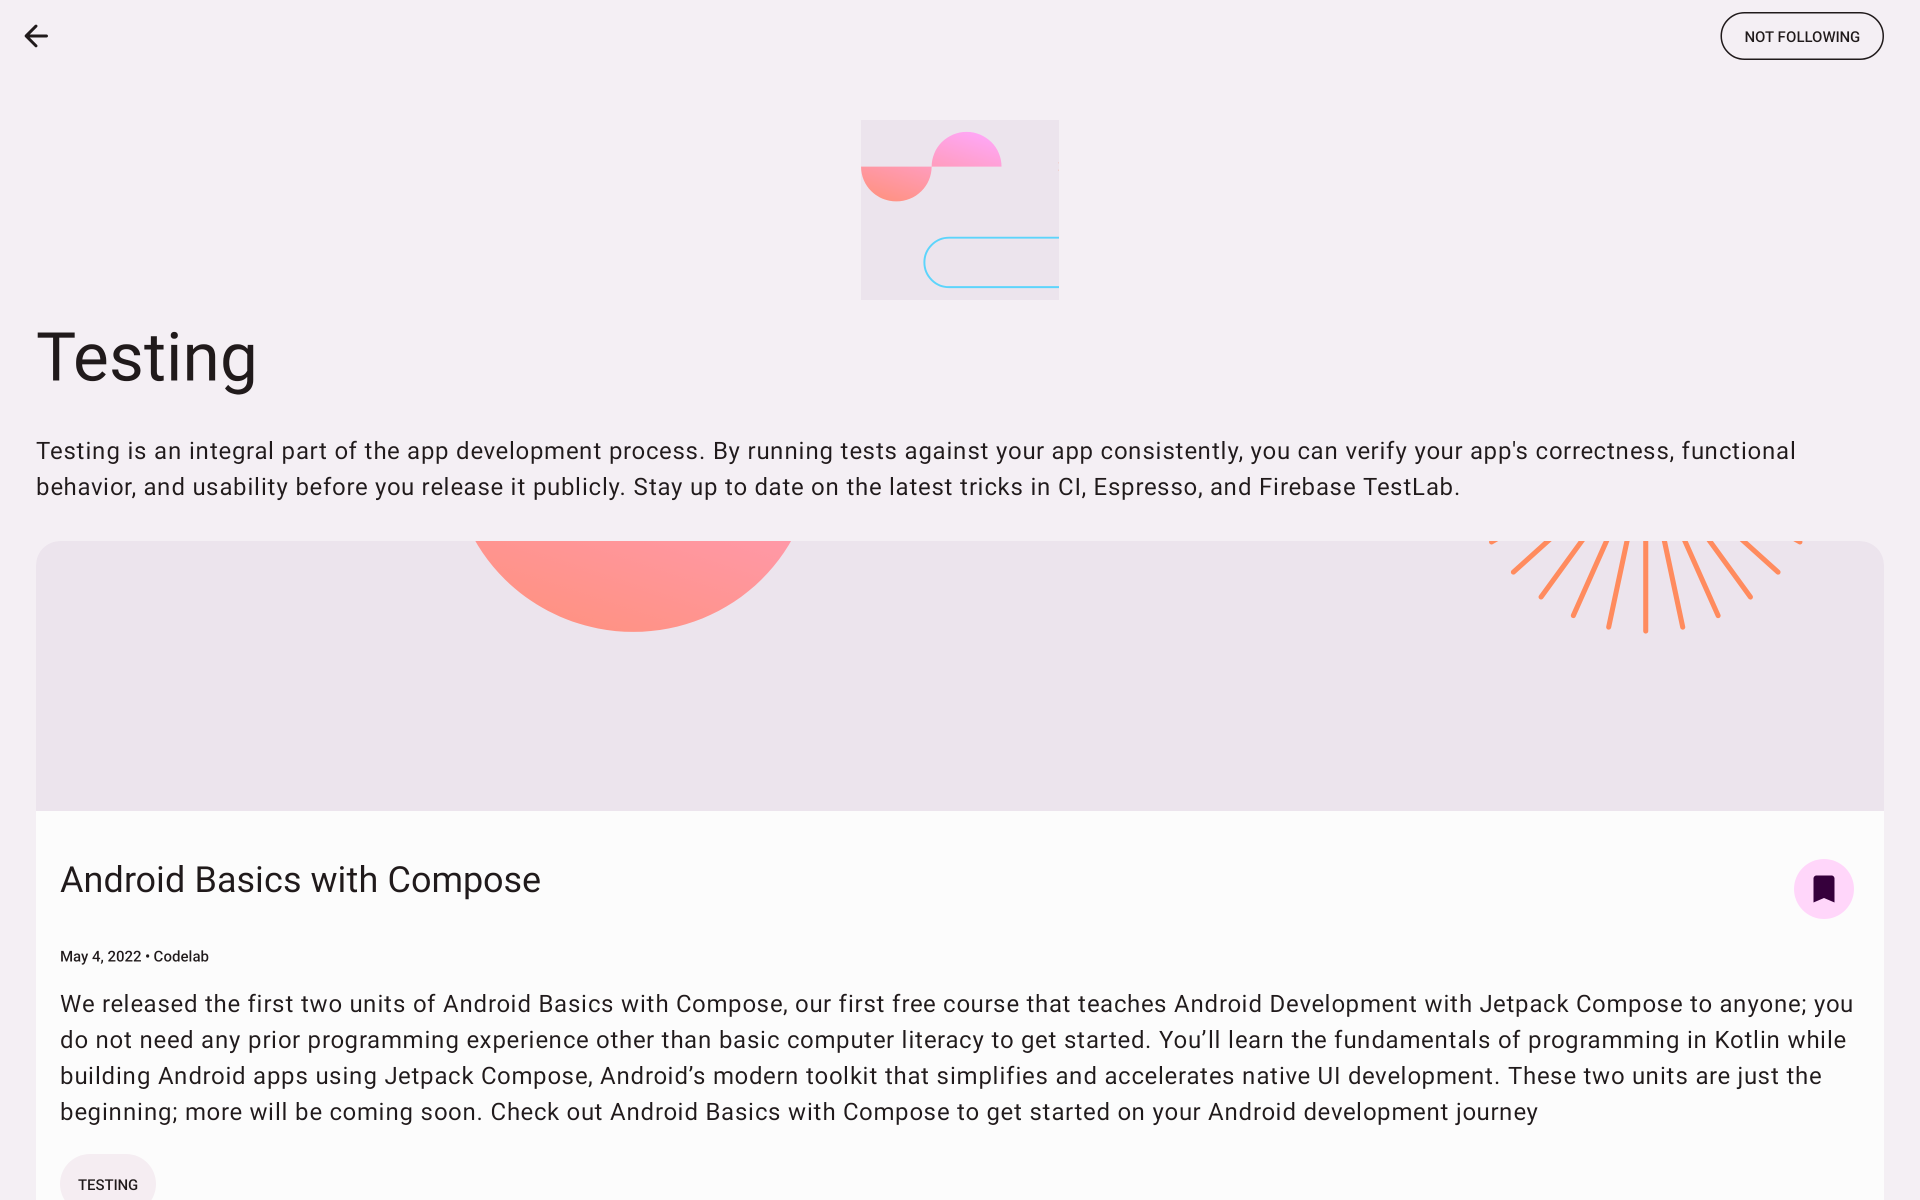 NOT FOLLOWING
Testing
Testing is an integral part of the app development process. By running tests against your app consistently, you can verify your app's correctness, functional
behavior, and usability before you release it publicly. Stay up to date on the latest tricks in CI, Espresso, and Firebase TestLab.
Android Basics with Compose
May 4, 2022 • Codelab
We released the first two units of Android Basics with Compose, our first free course that teaches Android Development with Jetpack Compose to anyone; you
do not need any prior programming experience other than basic computer literacy to get started. You’ll learn the fundamentals of programming in Kotlin while
building Android apps using Jetpack Compose, Android’s modern toolkit that simplifies and accelerates native UI development. These two units are just the
beginning; more will be coming soon. Check out Android Basics with Compose to get started on your Android development journey
TESTING